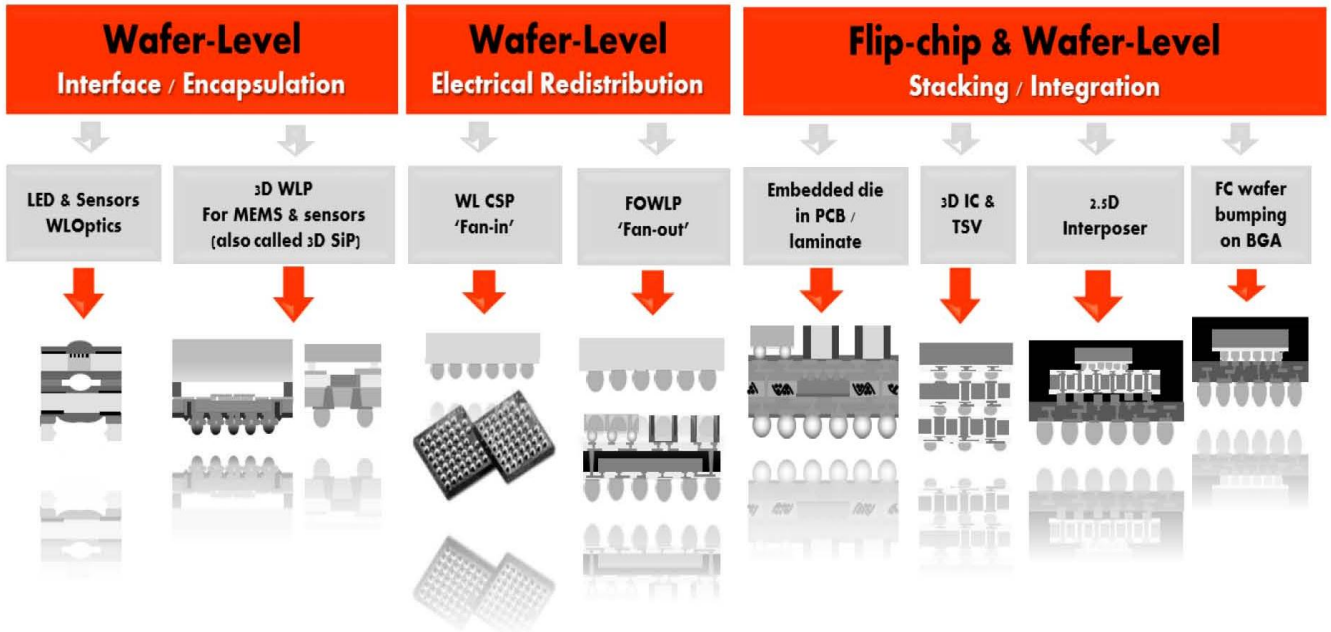 Wafer-Level
Interface / Encapsulation
Wafer-Level
Electrical Redistribution
Flip-chip & Wafer-Level
Stacking / Integration
LED & Sensors
WLOptics
3D WLP
For MEMS & sensors
(also called 3D SiP)
WL CSP
‘Fan-in’
FOWLP
‘Fan-out’
Embedded die
in PCB /
laminate
3D IC &
TSV
2.5D
Interposer
FC wafer
bumping
on BGA